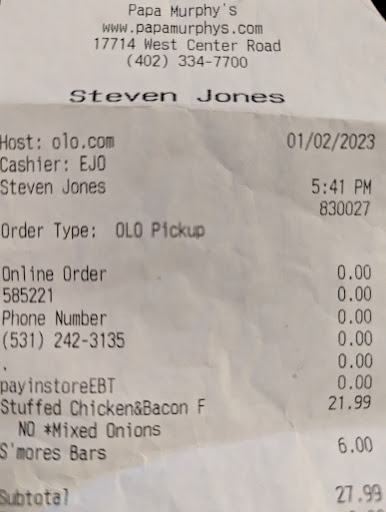 Papa Murphy's
www.papamurphys.com
17714 West Center Road
(402) 334-7700
Steven Jones
Host: olo.com 01/02/2023
Cashier: EJO
Steven Jones 5:41 PM
830027
Order Type: OLO Pickup
Online Order 0.00
585221 0.00
Phone Number 0.00
(531) 242-3135 0.00
. 0.00
payinstoreEBT 0.00
Stuffed Chicken&Bacon F 21.99
NO *Mixed Onions
S'mores Bars 6.00
Subtotal 27.99